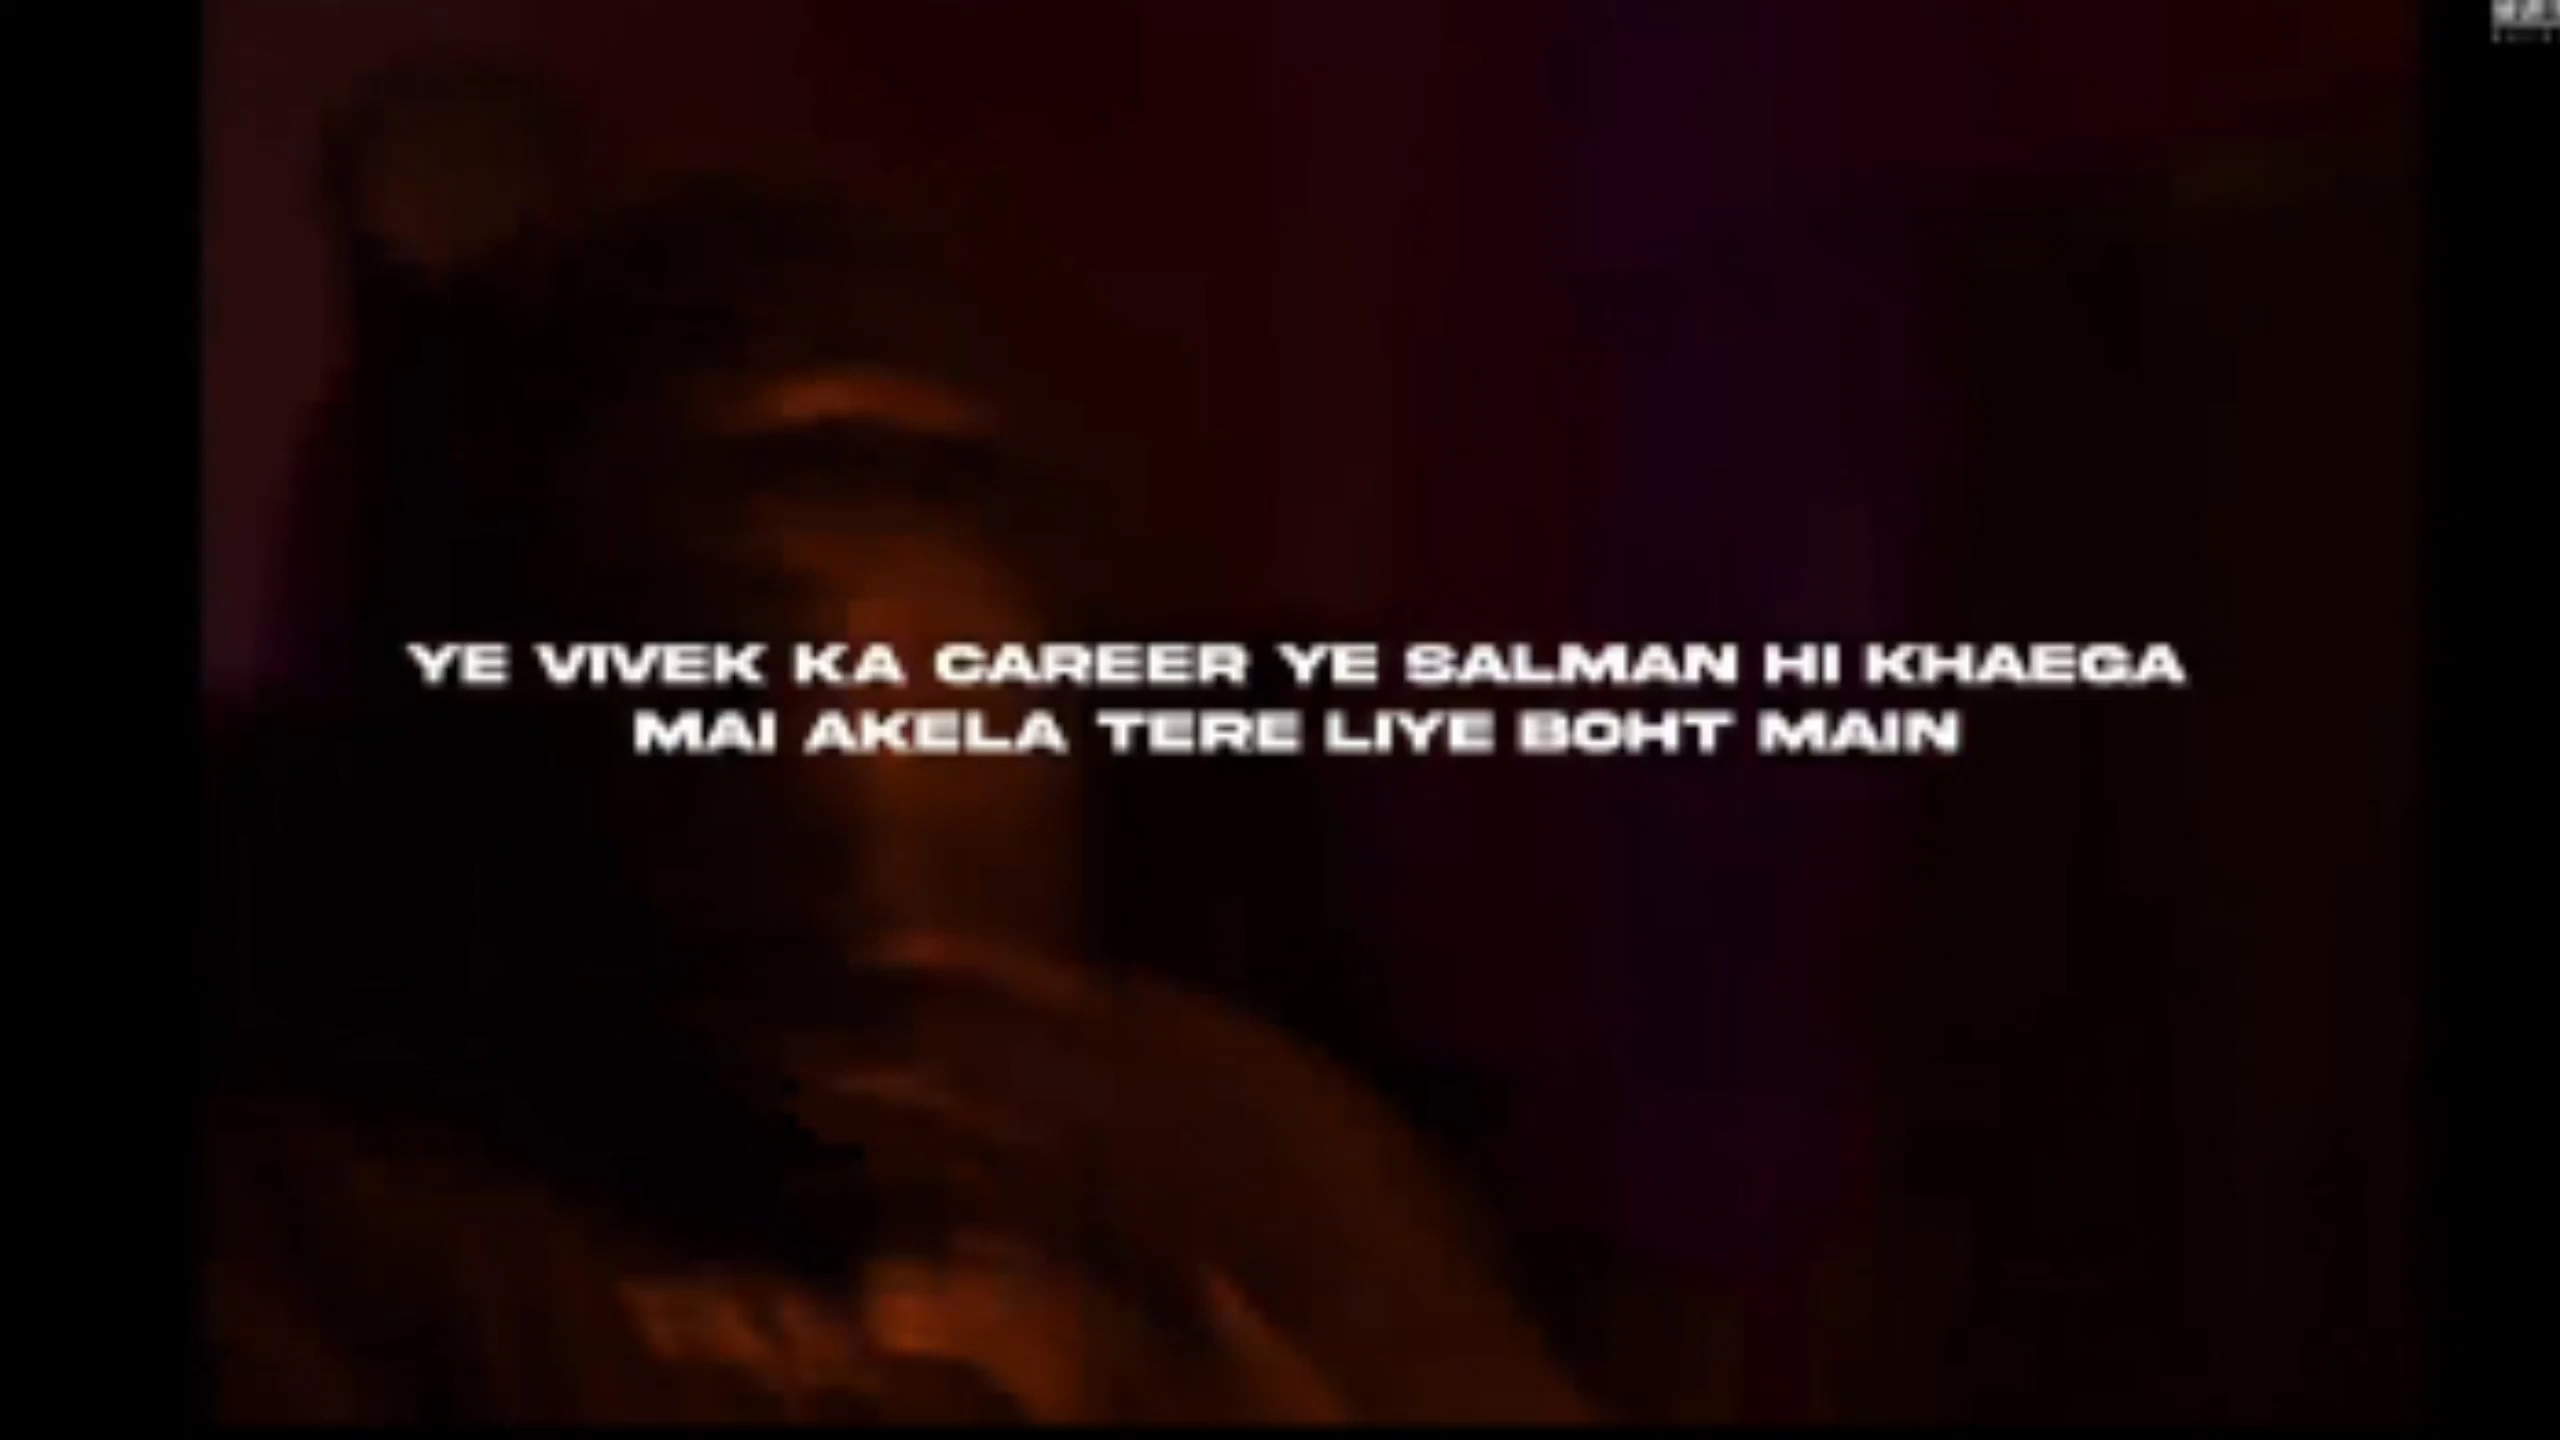 YE VIVEK KA CAREER YE SALMAN HI KHAEGA
MAI AKELA TERE LIYE BOHT MAIN